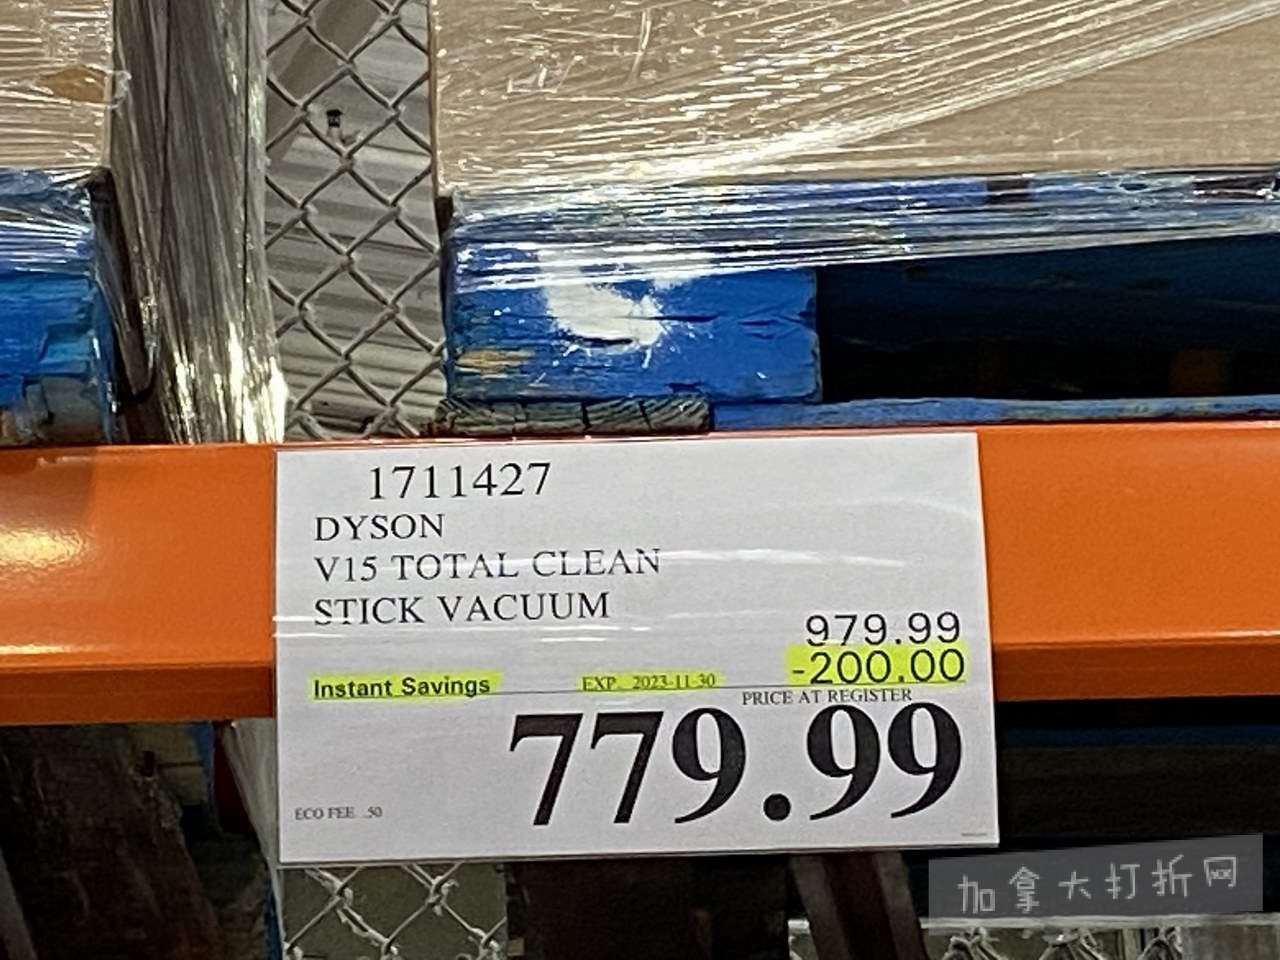 1711427
DYSON
V15 TOTAL CLEAN
STICK VACUUM
979.99
-200.00
Instant Savings EXP. 2023-11-30
PRICE AT REGISTER
779.99
ECO FEE .50
加拿大打折网